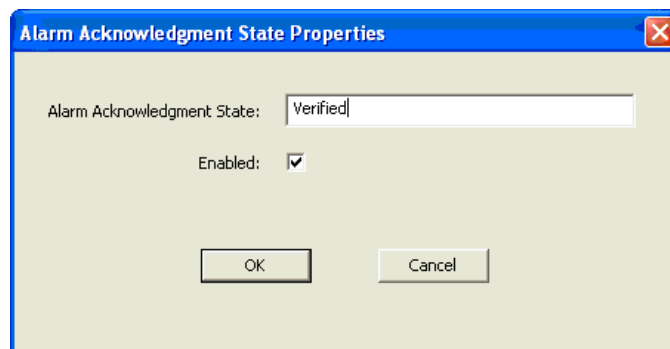 Alarm Acknowledgment State Properties
Alarm Acknowledgment State: Verified
Enabled:
OK Cancel